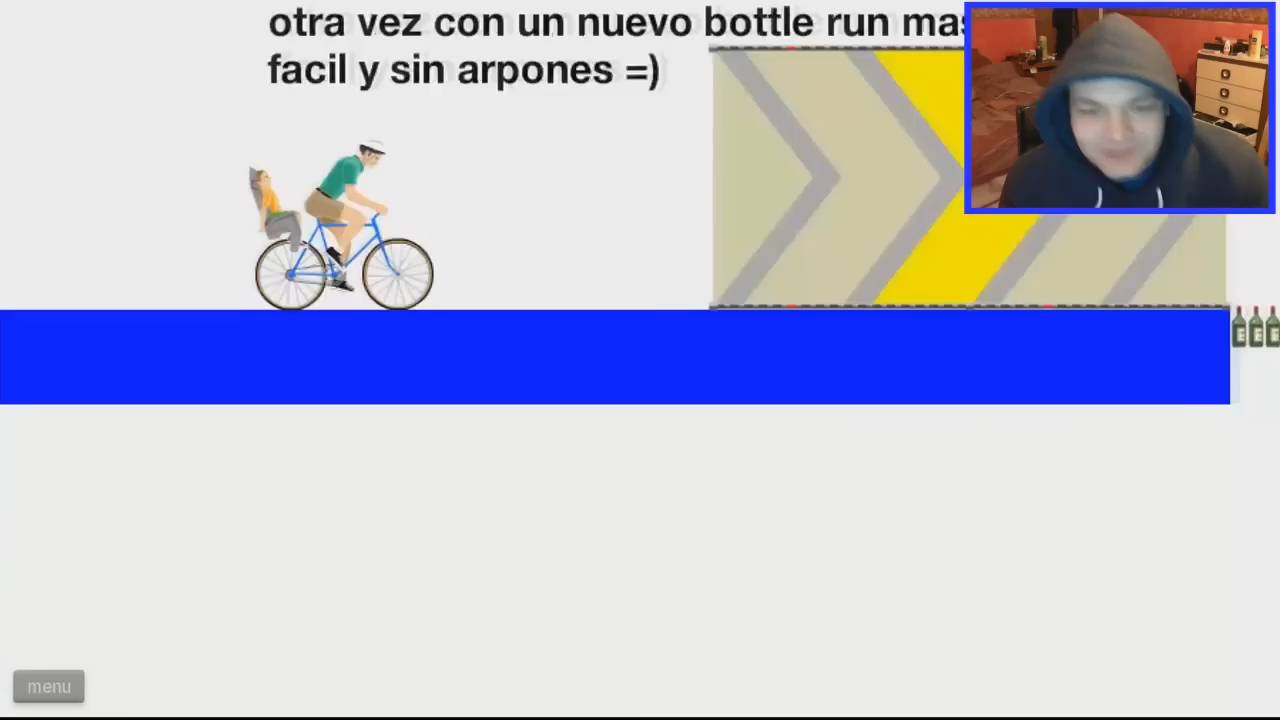 otra vez con un nuevo bottle run mas
facil y sin arpones =)
menu